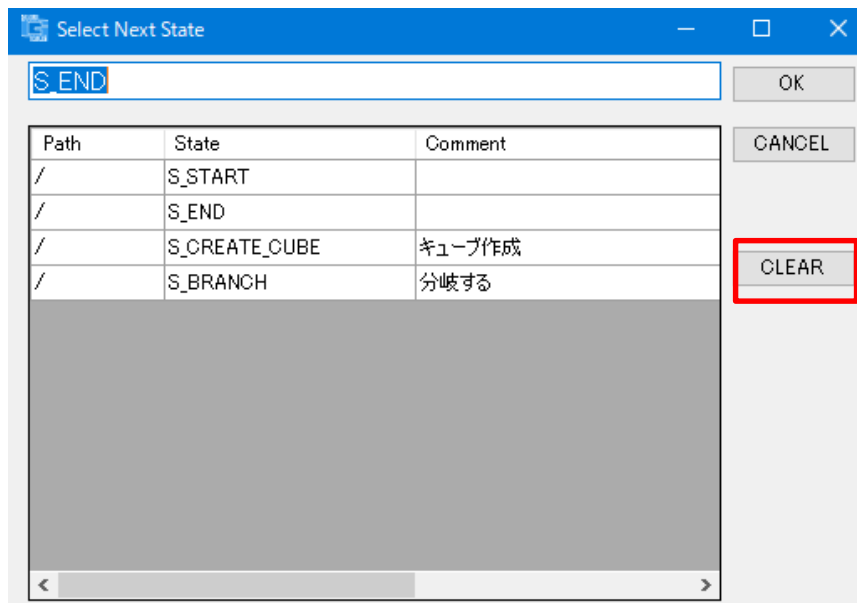 Select Next State
S_END
OK
Path State Comment
CANCEL
/ S_START
/ S_END
/ S_CREATE_CUBE キューブ作成
/ S_BRANCH 分岐する
CLEAR